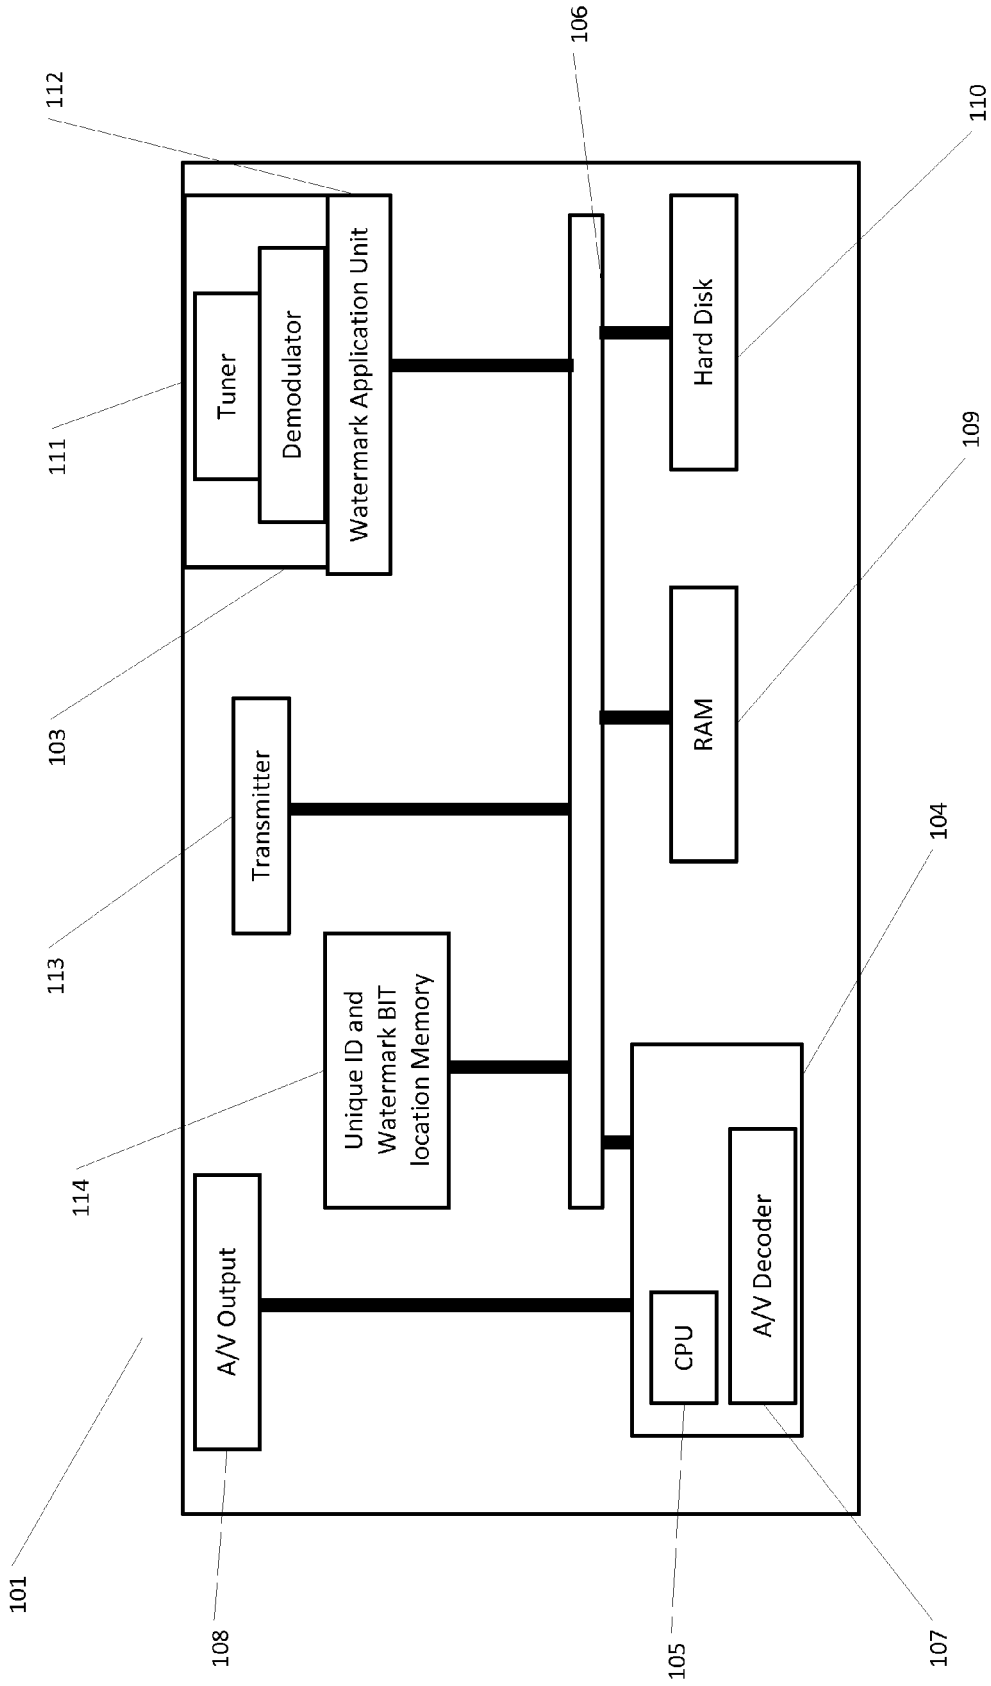 101
114
113
103
111
112
108
A/V Output
Transmitter
Tuner
Demodulator
Unique ID and
Watermark BIT
location Memory
Watermark Application Unit
106
105
CPU
RAM
Hard Disk
A/V Decoder
107
104
109
110